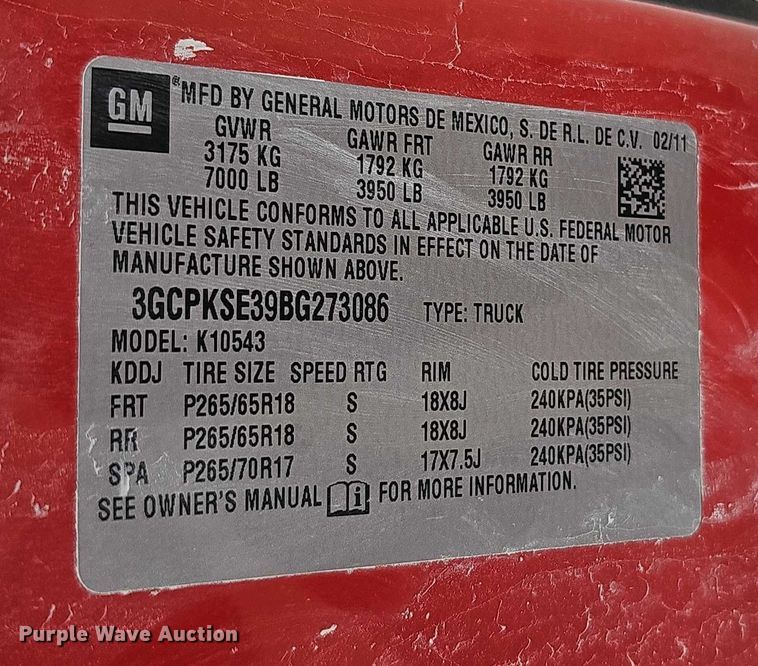 GM
® MFD BY GENERAL MOTORS DE MEXICO, S. DE R.L. DE C.V. 02/11
GVWR GAWR FRT GAWR RR
3175 KG 1792 KG 1792 KG
7000 LB 3950 LB 3950 LB
THIS VEHICLE CONFORMS TO ALL APPLICABLE U.S. FEDERAL MOTOR
VEHICLE SAFETY STANDARDS IN EFFECT ON THE DATE OF
MANUFACTURE SHOWN ABOVE.
3GCPKSE39BG273086 TYPE: TRUCK
MODEL: K10543
KDDJ TIRE SIZE SPEED RTG RIM COLD TIRE PRESSURE
FRT P265/65R18 S 18X8J 240KPA(35PSI)
RR P265/65R18 S 18X8J 240KPA(35PSI)
SPA P265/70R17 S 17X7.5J 240KPA(35PSI)
SEE OWNER'S MANUAL i FOR MORE INFORMATION.
Purple Wave Auction